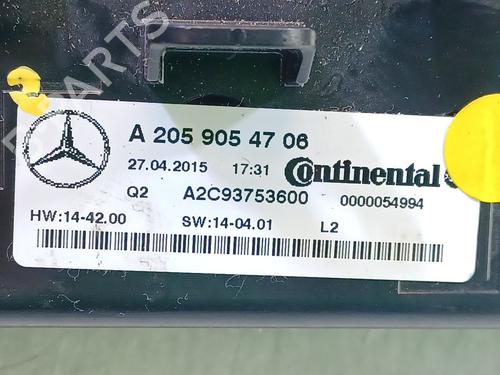 B-PARTS
A 205 905 47 06
27.04.2015 17:31 Continental
Q2 A2C93753600 0000054994
HW:14-42.00 SW:14-04.01 L2